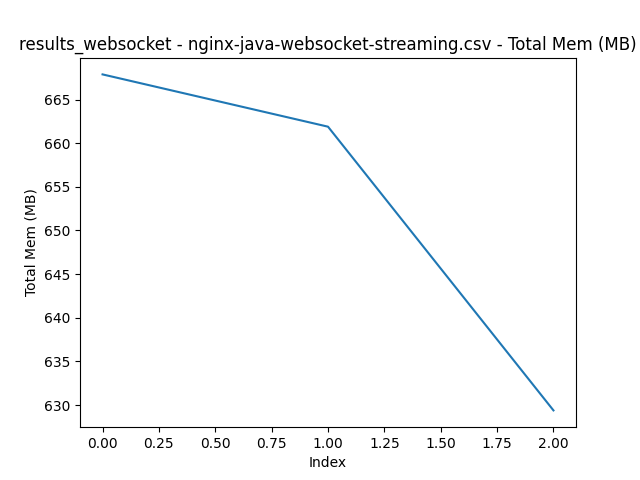 results_websocket - nginx-java-websocket-streaming.csv - Total Mem (MB)
Total Mem (MB)
665
660
655
650
645
640
635
630
0.00 0.25 0.50 0.75 1.00 1.25 1.50 1.75 2.00
Index